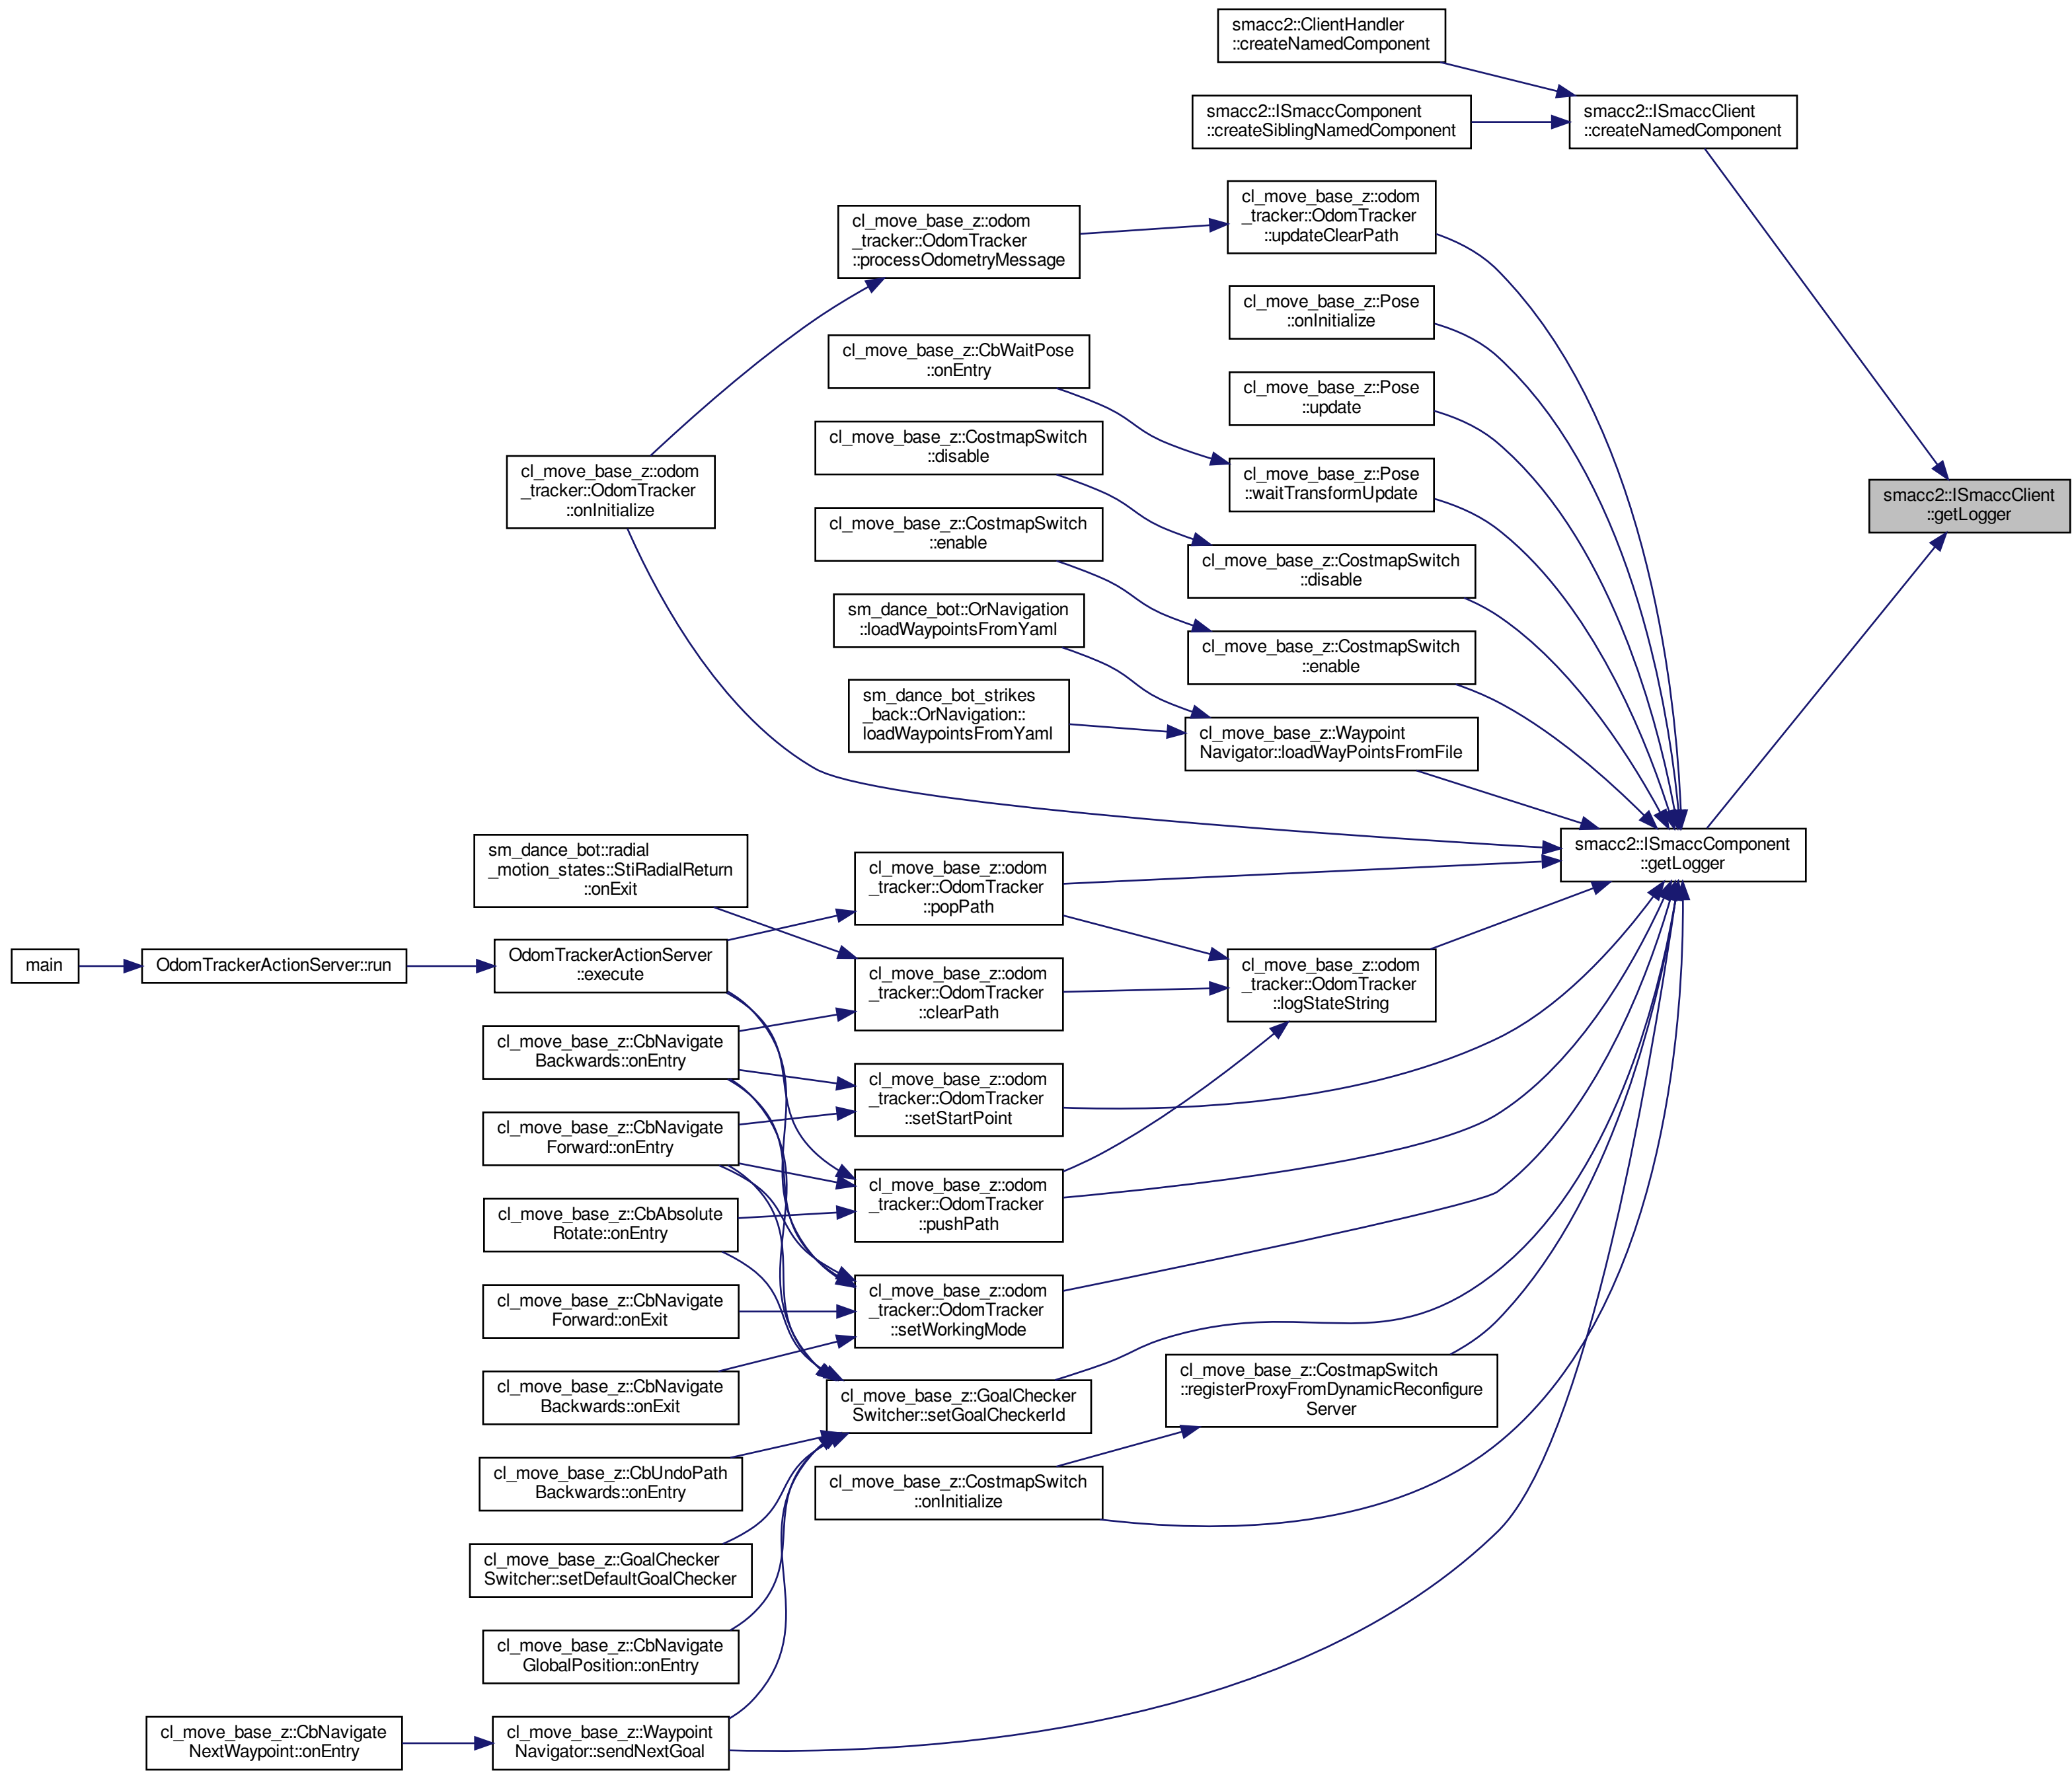 smacc2::ClientHandler
::createNamedComponent
smacc2::ISmaccComponent
::createSiblingNamedComponent
smacc2::ISmaccClient
::createNamedComponent
cl_move_base_z::odom
_tracker::OdomTracker
::updateClearPath
cl_move_base_z::odom
_tracker::OdomTracker
::processOdometryMessage
cl_move_base_z::Pose
::onInitialize
cl_move_base_z::CbWaitPose
::onEntry
cl_move_base_z::Pose
::update
cl_move_base_z::CostmapSwitch
::disable
cl_move_base_z::odom
_tracker::OdomTracker
::onInitialize
cl_move_base_z::Pose
::waitTransformUpdate
smacc2::ISmaccClient
::getLogger
cl_move_base_z::CostmapSwitch
::enable
cl_move_base_z::CostmapSwitch
::disable
sm_dance_bot::OrNavigation
::loadWaypointsFromYaml
cl_move_base_z::CostmapSwitch
::enable
sm_dance_bot_strikes
_back::OrNavigation::
loadWaypointsFromYaml
cl_move_base_z::Waypoint
Navigator::loadWayPointsFromFile
smacc2::ISmaccComponent
::getLogger
sm_dance_bot::radial
_motion_states::StiRadialReturn
::onExit
cl_move_base_z::odom
_tracker::OdomTracker
::popPath
main
OdomTrackerActionServer::run
OdomTrackerActionServer
::execute
cl_move_base_z::odom
_tracker::OdomTracker
::clearPath
cl_move_base_z::odom
_tracker::OdomTracker
::logStateString
cl_move_base_z::CbNavigate
Backwards::onEntry
cl_move_base_z::odom
_tracker::OdomTracker
::setStartPoint
cl_move_base_z::CbNavigate
Forward::onEntry
cl_move_base_z::odom
_tracker::OdomTracker
::pushPath
cl_move_base_z::CbAbsolute
Rotate::onEntry
cl_move_base_z::odom
_tracker::OdomTracker
::setWorkingMode
cl_move_base_z::CbNavigate
Forward::onExit
cl_move_base_z::CbNavigate
Backwards::onExit
cl_move_base_z::GoalChecker
Switcher::setGoalCheckerId
cl_move_base_z::CostmapSwitch
::registerProxyFromDynamicReconfigure
Server
cl_move_base_z::CbUndoPath
Backwards::onEntry
cl_move_base_z::CostmapSwitch
::onInitialize
cl_move_base_z::GoalChecker
Switcher::setDefaultGoalChecker
cl_move_base_z::CbNavigate
GlobalPosition::onEntry
cl_move_base_z::CbNavigate
NextWaypoint::onEntry
cl_move_base_z::Waypoint
Navigator::sendNextGoal